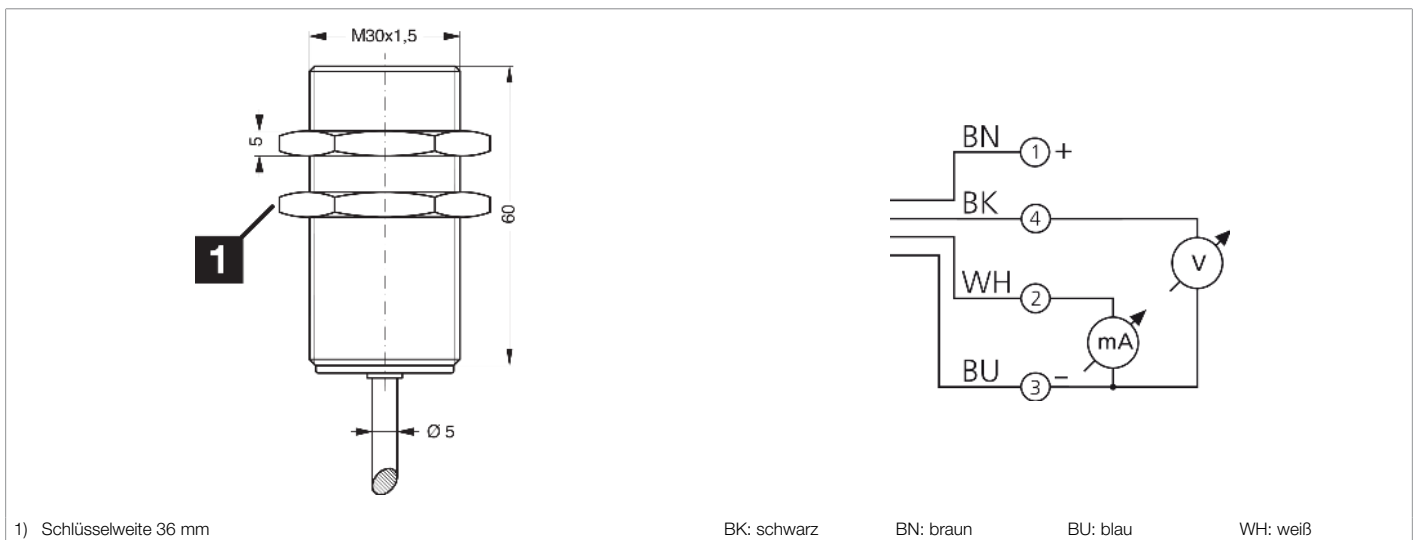 M30x1,5
5
60
1
Ø 5
BN 1 +
BK 4
V
WH 2
mA
BU 3 –
1) Schlüsselweite 36 mm
BK: schwarz BN: braun BU: blau WH: weiß